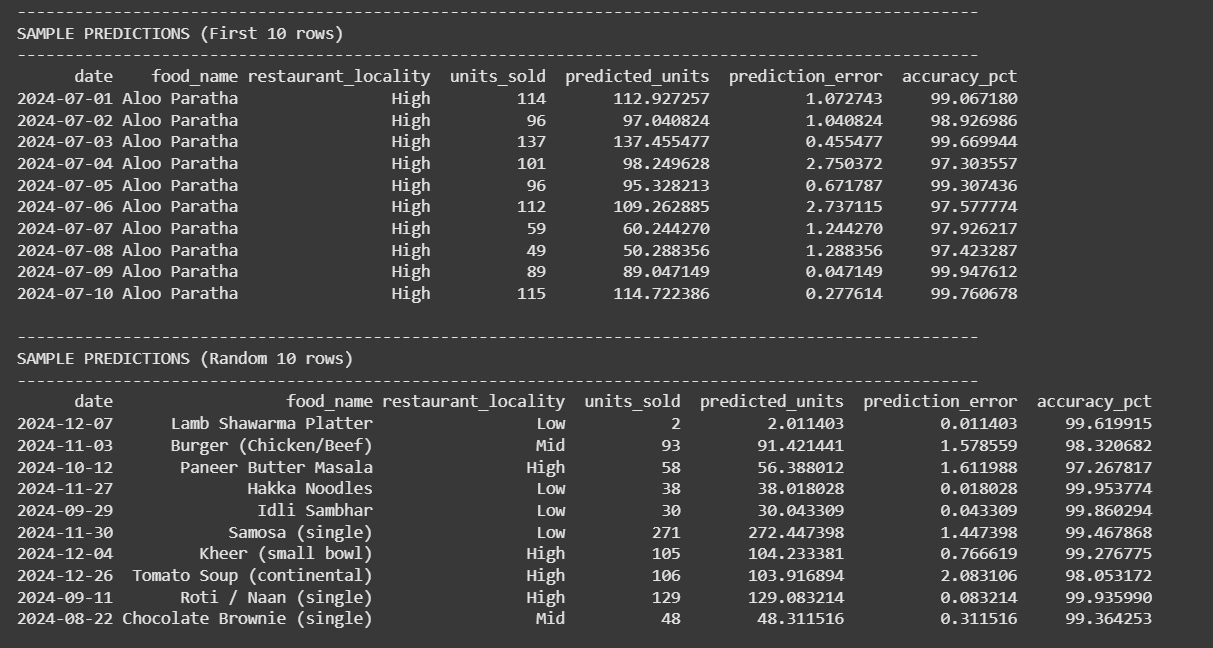 ----------------------------------------------------------------------------------------------------
SAMPLE PREDICTIONS (First 10 rows)
----------------------------------------------------------------------------------------------------
      date    food_name restaurant_locality  units_sold  predicted_units  prediction_error  accuracy_pct
2024-07-01 Aloo Paratha                High         114       112.927257          1.072743     99.067180
2024-07-02 Aloo Paratha                High          96        97.040824          1.040824     98.926986
2024-07-03 Aloo Paratha                High         137       137.455477          0.455477     99.669944
2024-07-04 Aloo Paratha                High         101        98.249628          2.750372     97.303557
2024-07-05 Aloo Paratha                High          96        95.328213          0.671787     99.307436
2024-07-06 Aloo Paratha                High         112       109.262885          2.737115     97.577774
2024-07-07 Aloo Paratha                High          59        60.244270          1.244270     97.926217
2024-07-08 Aloo Paratha                High          49        50.288356          1.288356     97.423287
2024-07-09 Aloo Paratha                High          89        89.047149          0.047149     99.947612
2024-07-10 Aloo Paratha                High         115       114.722386          0.277614     99.760678
----------------------------------------------------------------------------------------------------
SAMPLE PREDICTIONS (Random 10 rows)
----------------------------------------------------------------------------------------------------
      date                  food_name restaurant_locality  units_sold  predicted_units  prediction_error  accuracy_pct
2024-12-07      Lamb Shawarma Platter                 Low           2         2.011403          0.011403     99.619915
2024-11-03      Burger (Chicken/Beef)                 Mid          93        91.421441          1.578559     98.320682
2024-10-12       Paneer Butter Masala                High          58        56.388012          1.611988     97.267817
2024-11-27              Hakka Noodles                 Low          38        38.018028          0.018028     99.953774
2024-09-29               Idli Sambhar                 Low          30        30.043309          0.043309     99.860294
2024-11-30            Samosa (single)                 Low         271       272.447398          1.447398     99.467868
2024-12-04         Kheer (small bowl)                High         105       104.233381          0.766619     99.276775
2024-12-26  Tomato Soup (continental)                High         106       103.916894          2.083106     98.053172
2024-09-11       Roti / Naan (single)                High         129       129.083214          0.083214     99.935990
2024-08-22 Chocolate Brownie (single)                 Mid          48        48.311516          0.311516     99.364253